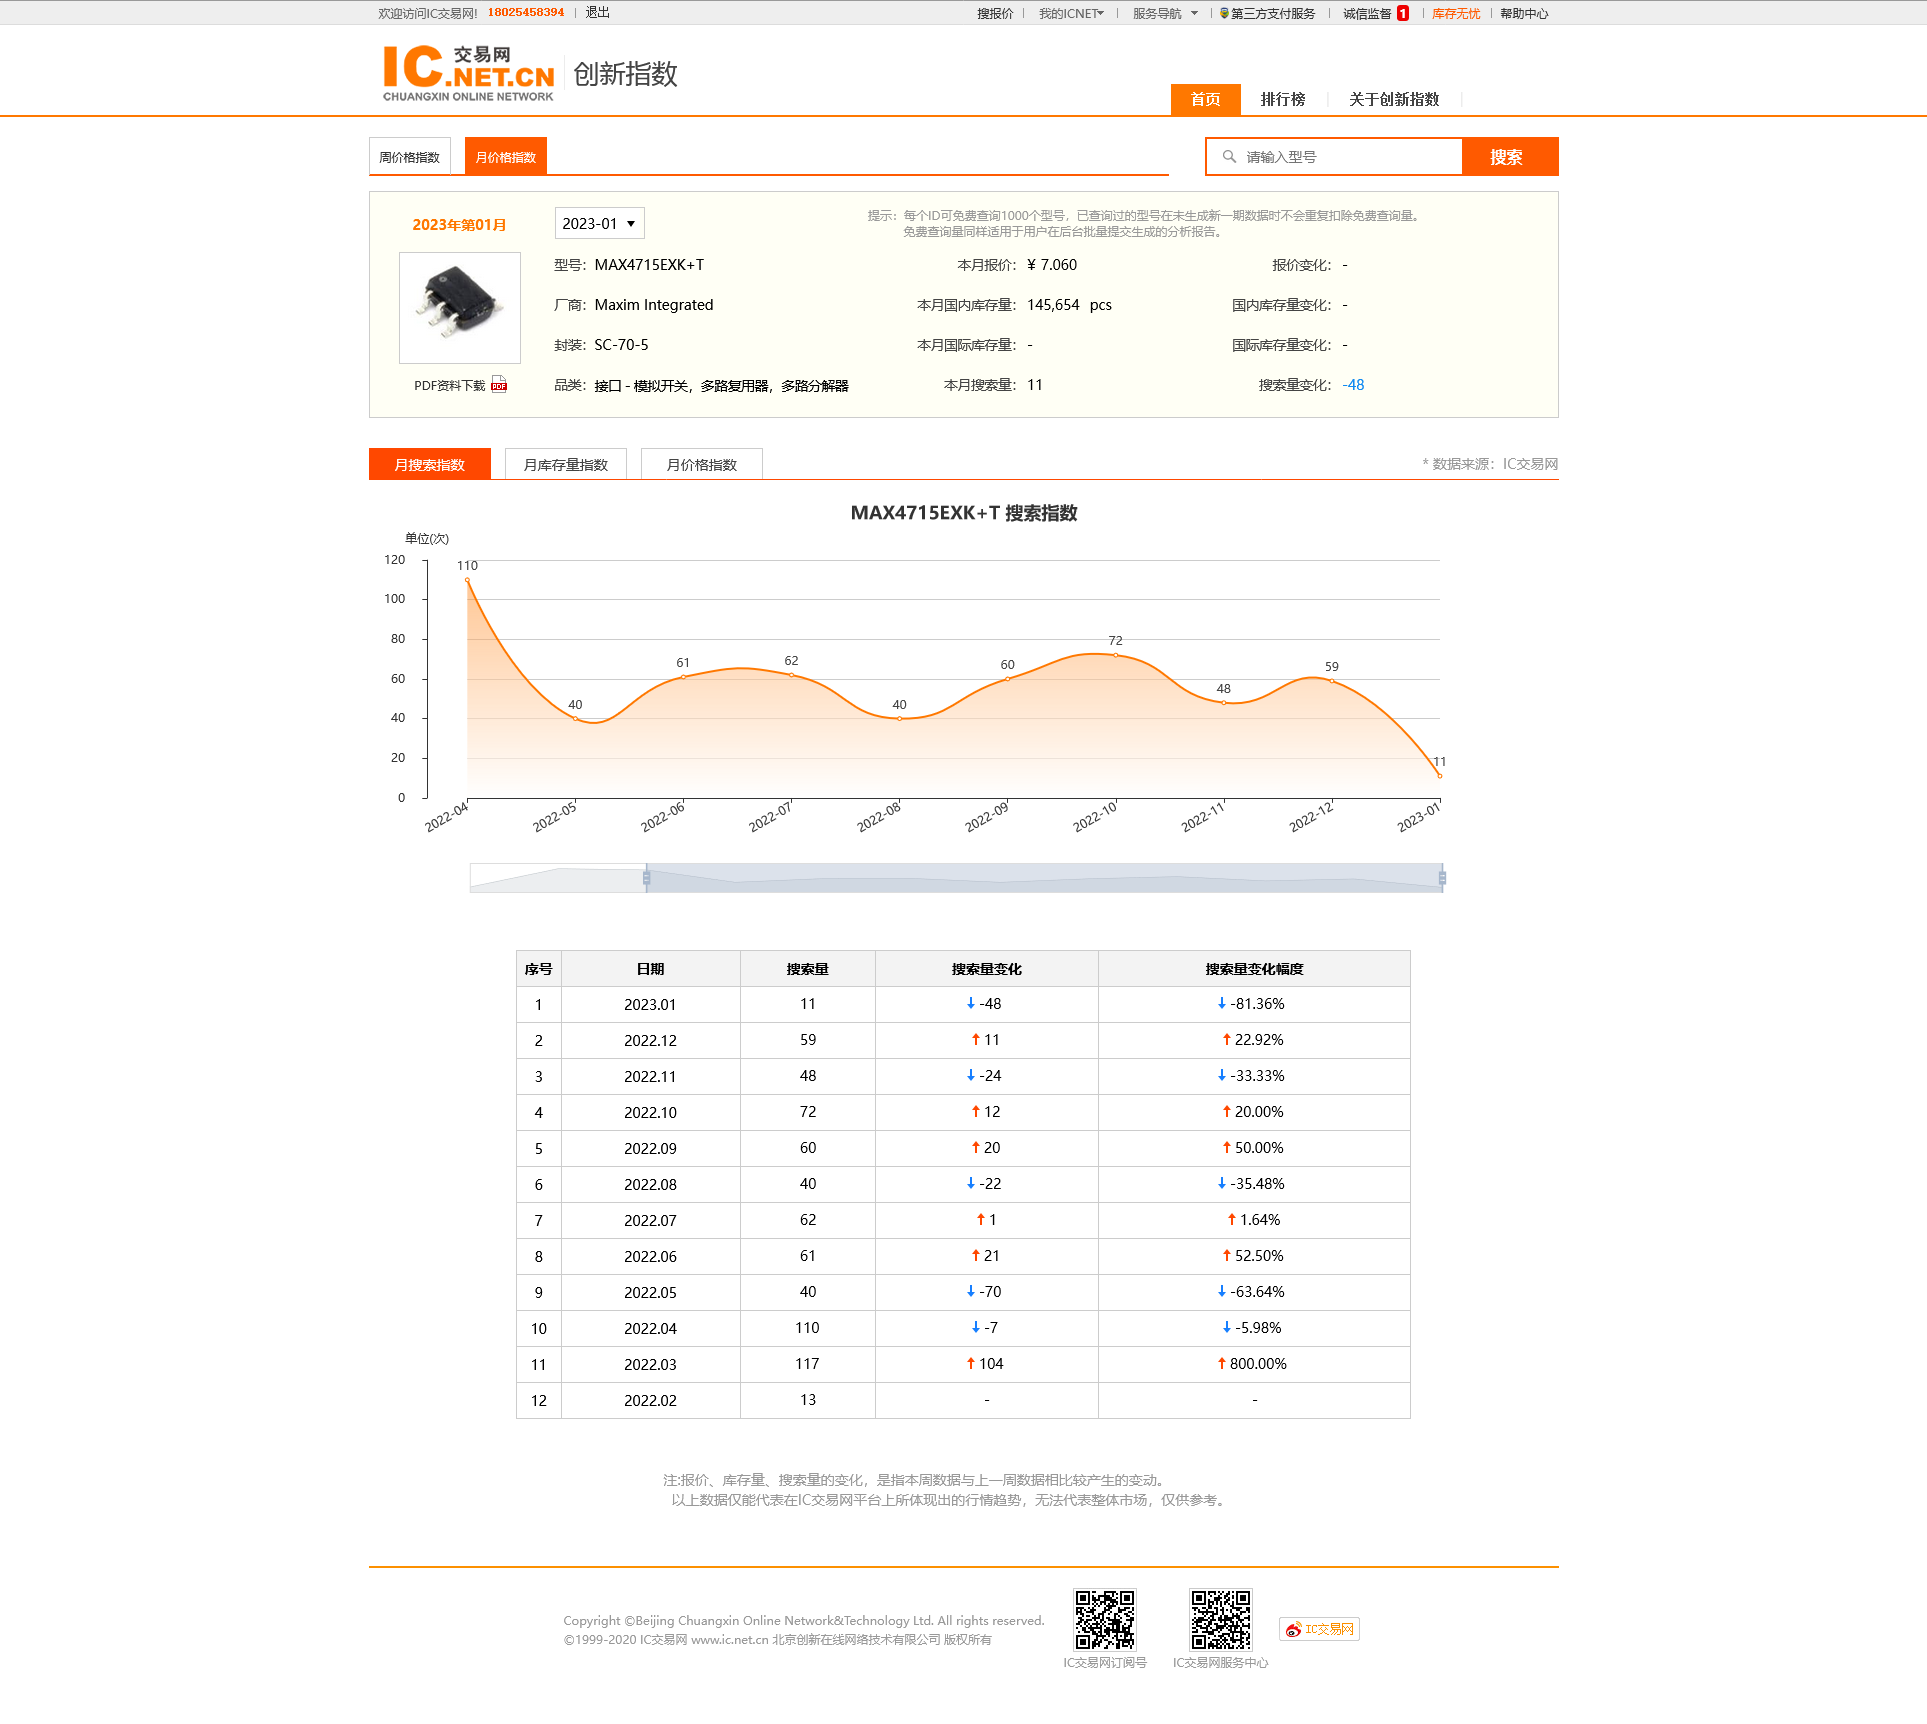 欢迎访问IC交易网! 18025458394 退出 搜报价 我的ICNET 服务导航 第三方支付服务 诚信监督 1 库存无忧 帮助中心
IC 交易网 .NET.CN
CHUANGXIN ONLINE NETWORK
创新指数
首页 排行榜 关于创新指数
周价格指数 月价格指数 请输入型号 搜索
2023年第01月 2023-01
提示：每个ID可免费查询1000个型号，已查询过的型号在未生成新一期数据时不会重复扣除免费查询量。
免费查询量同样适用于用户在后台批量提交生成的分析报告。
型号：MAX4715EXK+T 本月报价：¥ 7.060 报价变化：-
厂商：Maxim Integrated 本月国内库存量：145,654 pcs 国内库存量变化：-
封装：SC-70-5 本月国际库存量：- 国际库存量变化：-
PDF资料下载 PDF 品类：接口 - 模拟开关，多路复用器，多路分解器 本月搜索量：11 搜索量变化：-48
月搜索指数 月库存量指数 月价格指数 * 数据来源：IC交易网
MAX4715EXK+T 搜索指数
单位(次)
120
100
80
60
40
20
0
110 40 61 62 40 60 72 48 59 11
2022-04 2022-05 2022-06 2022-07 2022-08 2022-09 2022-10 2022-11 2022-12 2023-01
序号 日期 搜索量 搜索量变化 搜索量变化幅度
1 2023.01 11 ↓ -48 ↓ -81.36%
2 2022.12 59 ↑ 11 ↑ 22.92%
3 2022.11 48 ↓ -24 ↓ -33.33%
4 2022.10 72 ↑ 12 ↑ 20.00%
5 2022.09 60 ↑ 20 ↑ 50.00%
6 2022.08 40 ↓ -22 ↓ -35.48%
7 2022.07 62 ↑ 1 ↑ 1.64%
8 2022.06 61 ↑ 21 ↑ 52.50%
9 2022.05 40 ↓ -70 ↓ -63.64%
10 2022.04 110 ↓ -7 ↓ -5.98%
11 2022.03 117 ↑ 104 ↑ 800.00%
12 2022.02 13 - -
注:报价、库存量、搜索量的变化，是指本周数据与上一周数据相比较产生的变动。
以上数据仅能代表在IC交易网平台上所体现出的行情趋势，无法代表整体市场，仅供参考。
Copyright ©Beijing Chuangxin Online Network&Technology Ltd. All rights reserved.
©1999-2020 IC交易网 www.ic.net.cn 北京创新在线网络技术有限公司 版权所有
IC交易网订阅号 IC交易网服务中心
IC交易网